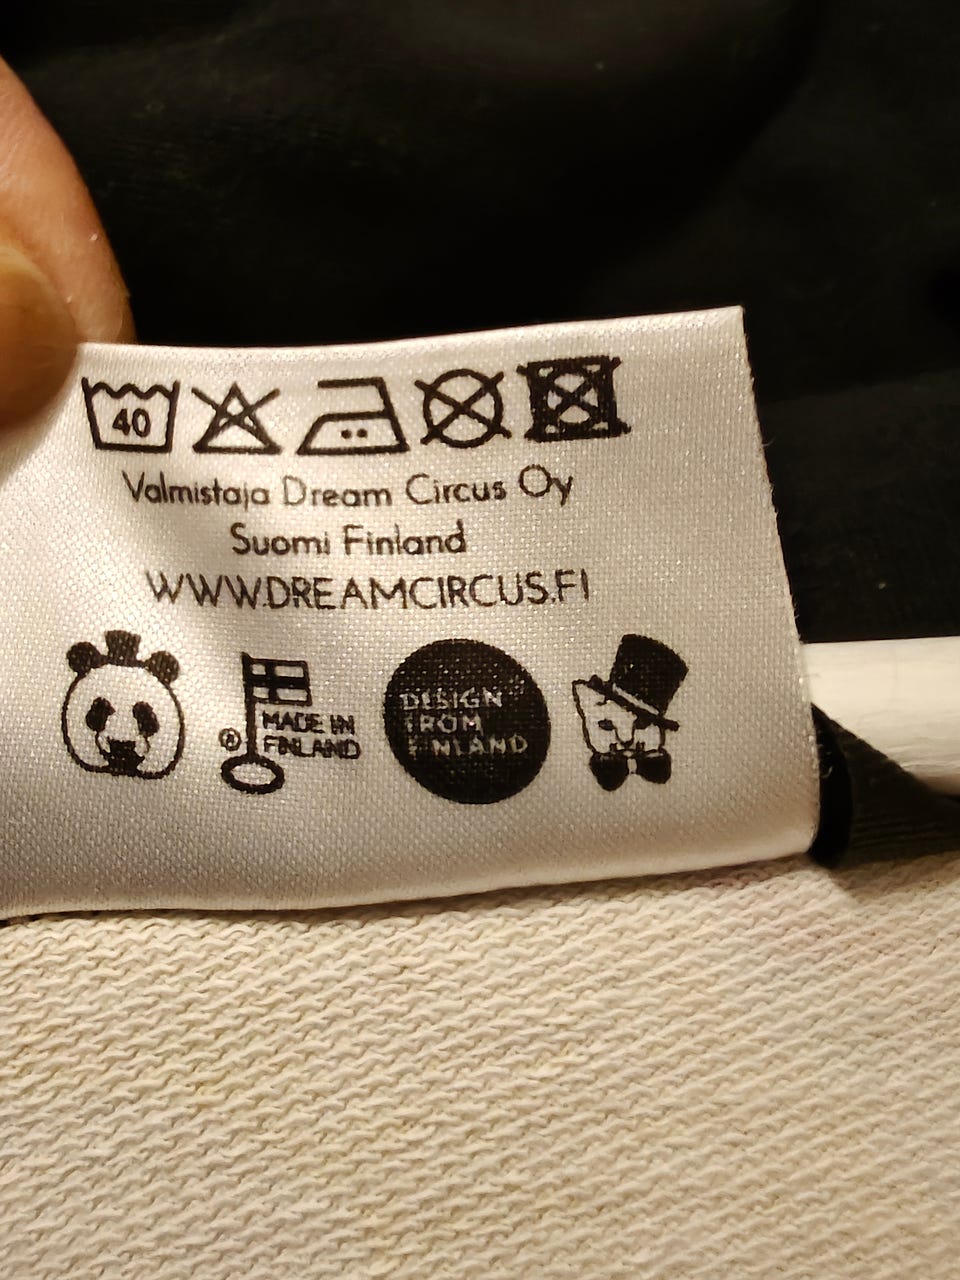 40
Valmistaja Dream Circus Oy
Suomi Finland
WWW.DREAMCIRCUS.FI
® MADE IN
FINLAND
DESIGN
FROM
FINLAND